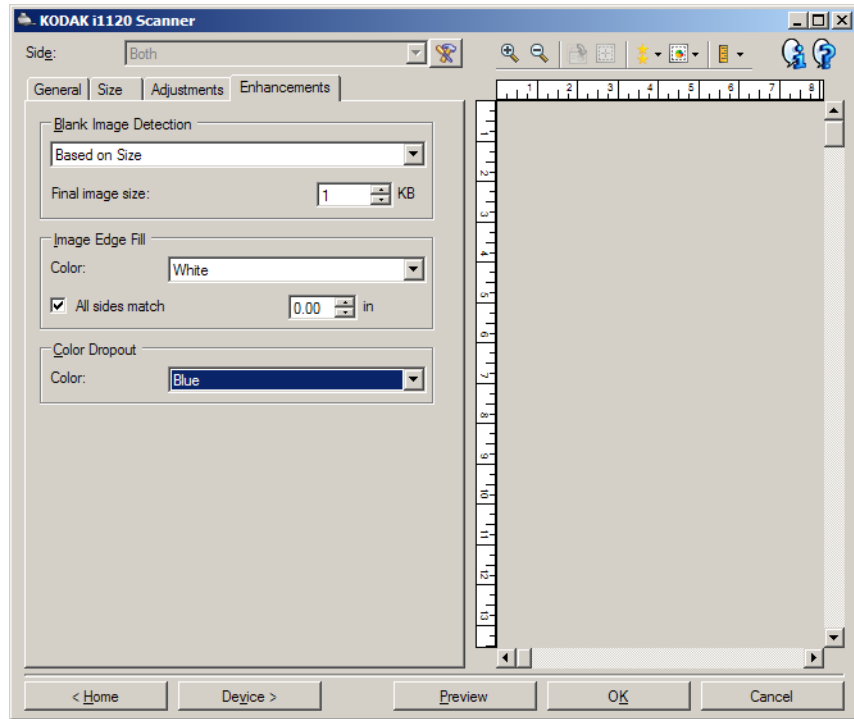 KODAK i1120 Scanner
Side: Both
General Size Adjustments Enhancements
Blank Image Detection
Based on Size
Final image size: 1 KB
Image Edge Fill
Color: White
All sides match 0.00 in
Color Dropout
Color: Blue
1 2 3 4 5 6 7 8
1
2
3
4
5
6
7
8
9
10
11
12
13
< Home Device > Preview OK Cancel